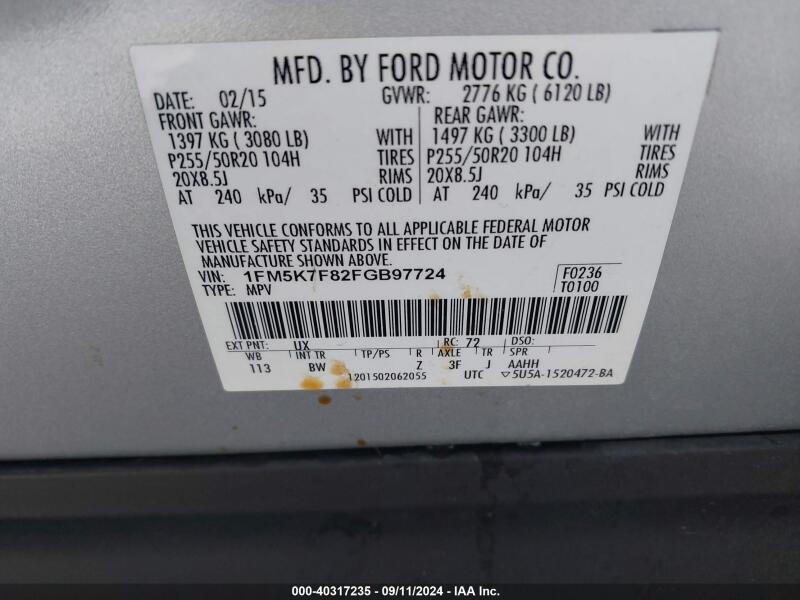 MFD. BY FORD MOTOR CO.
DATE: 02/15 GVWR: 2776 KG ( 6120 LB)
FRONT GAWR: REAR GAWR:
1397 KG ( 3080 LB) WITH 1497 KG ( 3300 LB) WITH
P255/50R20 104H TIRES P255/50R20 104H TIRES
20X8.5J RIMS 20X8.5J RIMS
AT 240 kPa/ 35 PSI COLD AT 240 kPa/ 35 PSI COLD
THIS VEHICLE CONFORMS TO ALL APPLICABLE FEDERAL MOTOR
VEHICLE SAFETY STANDARDS IN EFFECT ON THE DATE OF
MANUFACTURE SHOWN ABOVE.
VIN: 1FM5K7F82FGB97724 F0236
TYPE: MPV T0100
EXT PNT: UX RC: 72 DSO:
WB INT TR TP/PS R AXLE TR SPR
113 BW Z 3F J AAHH
1201502062055 UTC ▽5U5A-1520472-BA
000-40317235 - 09/11/2024 - IAA Inc.